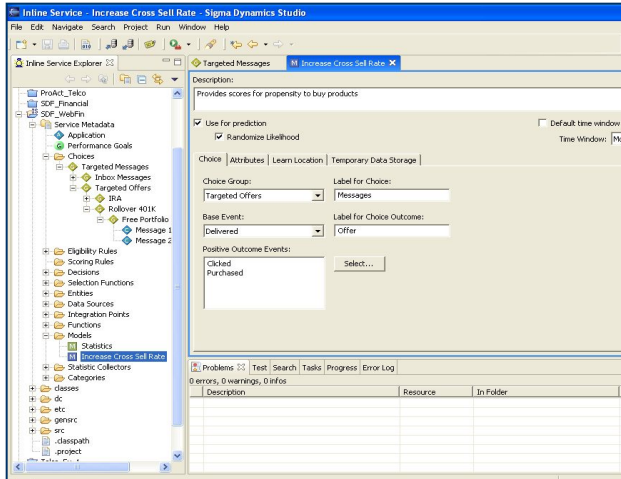 Inline Service - Increase Cross Sell Rate - Sigma Dynamics Studio
File Edit Navigate Search Project Run Window Help
Inline Service Explorer
Targeted Messages
Increase Cross Sell Rate
ProAct_Telco
SDF_Financial
SDF_WebFin
Service Metadata
Application
Performance Goals
Choices
Targeted Messages
Inbox Messages
Targeted Offers
IRA
Rollover 401K
Free Portfolio
Message 1
Message 2
Eligibility Rules
Scoring Rules
Decisions
Selection Functions
Entities
Data Sources
Integration Points
Functions
Models
Statistics
Increase Cross Sell Rate
Statistic Collectors
Categories
classes
dc
etc
gensrc
src
.classpath
.project
Description:
Provides scores for propensity to buy products
Use for prediction
Default time window
Randomize Likelihood
Time Window:
Choice Attributes Learn Location Temporary Data Storage
Choice Group:
Label for Choice:
Targeted Offers
Messages
Base Event:
Label for Choice Outcome:
Delivered
Offer
Positive Outcome Events:
Clicked
Purchased
Select...
Problems Test Search Tasks Progress Error Log
0 errors, 0 warnings, 0 infos
Description Resource In Folder